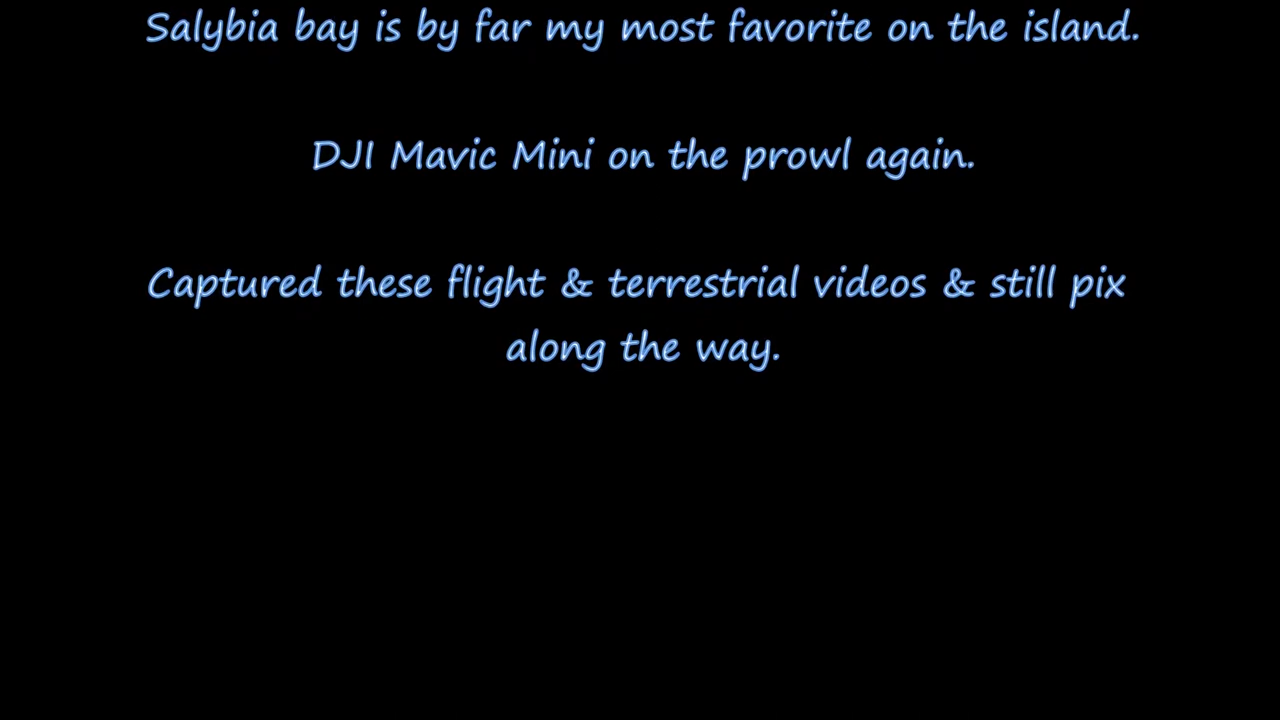 Salybia bay is by far my most favorite on the island.
DJI Mavic Mini on the prowl again.
Captured these flight & terrestrial videos & still pix
along the way.